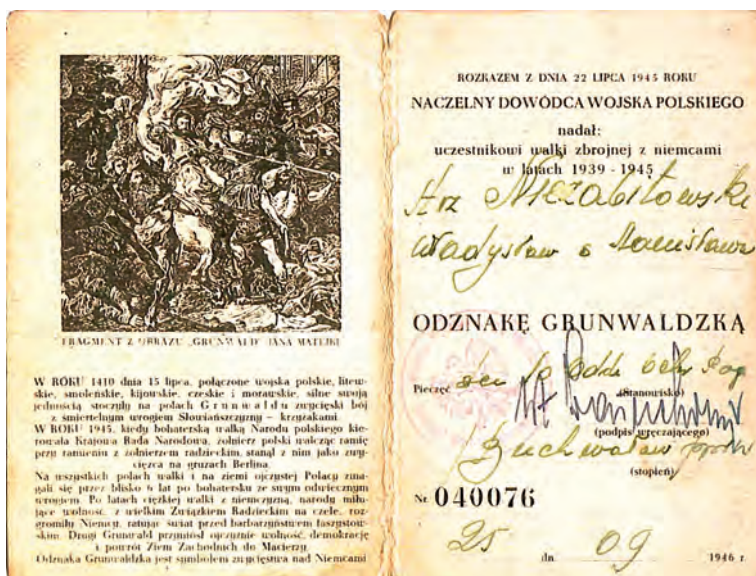 FRAGMENT Z OBRAZU „GRUNWALD" JANA MATEJKI
W ROKU 1410 dnia 15 lipca, połączone wojska polskie, litew-
skie, smoleńskie, kijowskie, czeskie i morawskie, silne swoją
jednością stoczyły na polach Grunwaldu zwycięski bój
z śmiertelnym wrogiem Słowiańszczyzny – krzyżakami.
W ROKU 1945, kiedy bohaterską walką Narodu polskiego kie-
rowała Krajowa Rada Narodowa, żołnierz polski walcząc ramię
przy ramieniu z żołnierzem radzieckim, stanął z nim jako zwy-
cięzca na gruzach Berlina.
Na wszystkich polach walki i na ziemi ojczystej Polacy zma-
gali się przez blisko 6 lat po bohatersku ze swym odwiecznym
wrogiem. Po latach ciężkiej walki z niemczyzną, narody miłu-
jące wolność, z wielkim Związkiem Radzieckim na czele, roz-
gromiły Niemcy, ratując świat przed barbarzyństwem faszystow-
skim. Drugi Grunwald przyniósł ojczyźnie wolność, demokrację
i powrót Ziem Zachodnich do Macierzy.
Odznaka Grunwaldzka jest symbolem zwycięstwa nad Niemcami
ROZKAZEM Z DNIA 22 LIPCA 1945 ROKU
NACZELNY DOWÓDCA WOJSKA POLSKIEGO
nadał:
uczestnikowi walki zbrojnej z niemcami
w latach 1939 - 1945
Niezabitowski
Władysław s Stanisława
ODZNAKĘ GRUNWALDZKĄ
Pieczęć
(Stanowisko)
(podpis wręczającego)
(stopień)
Nr 040076
25 dn 09 1946 r.